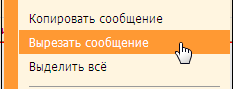 Копировать сообщение
Вырезать сообщение
Выделить всё